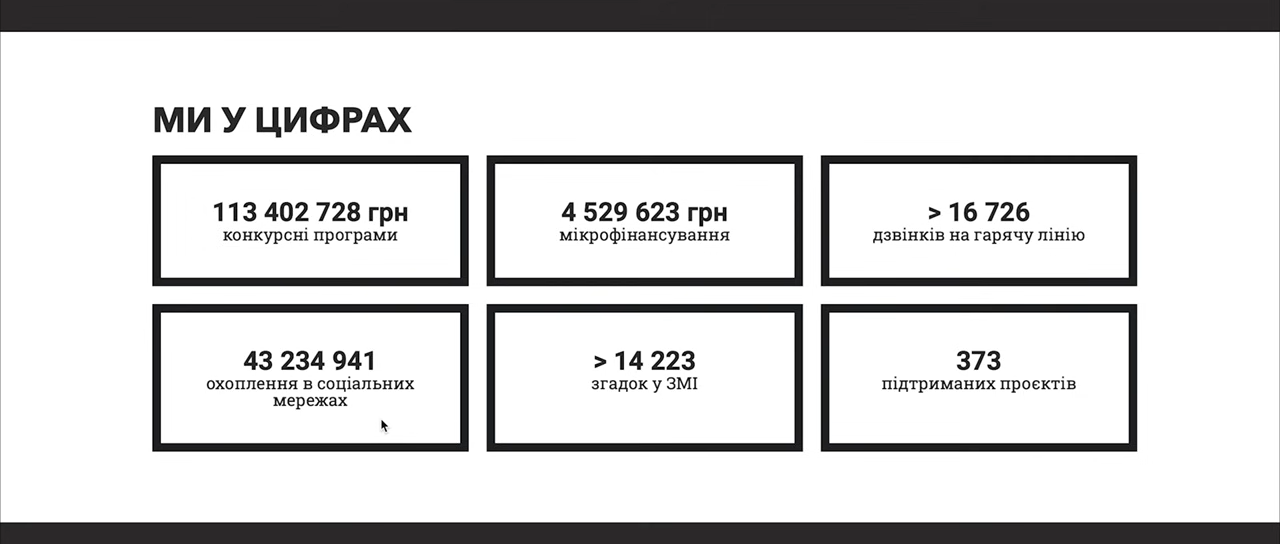 МИ У ЦИФРАХ
113 402 728 грн
конкурсні програми
4 529 623 грн
мікрофінансування
> 16 726
дзвінків на гарячу лінію
43 234 941
охоплення в соціальних
мережах
> 14 223
згадок у ЗМІ
373
підтриманих проєктів